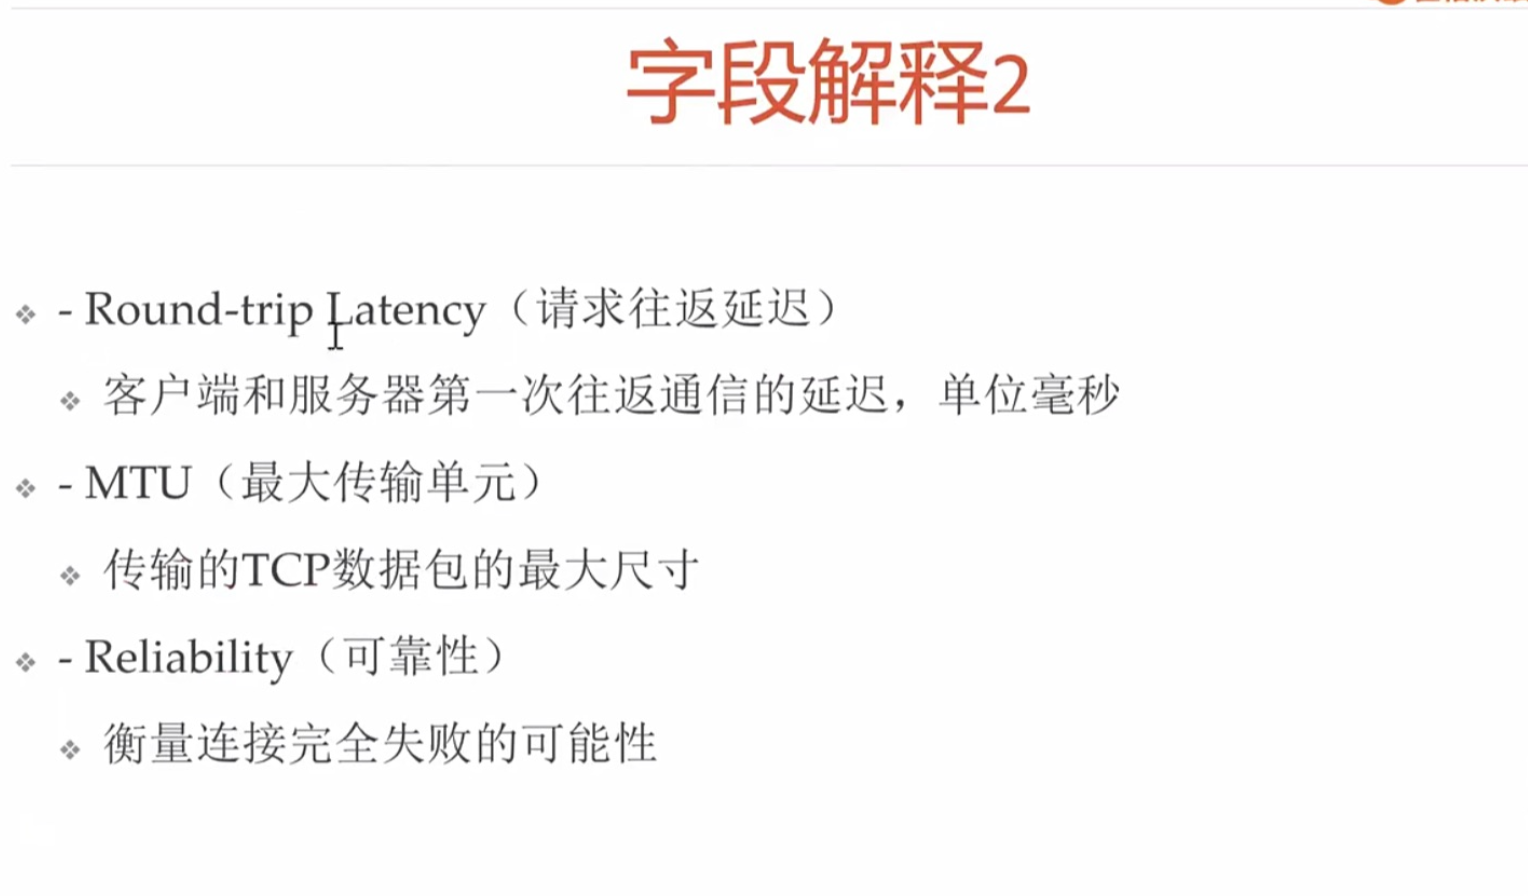 字段解释2
- Round-trip Latency（请求往返延迟）
客户端和服务器第一次往返通信的延迟，单位毫秒
- MTU（最大传输单元）
传输的TCP数据包的最大尺寸
- Reliability（可靠性）
衡量连接完全失败的可能性